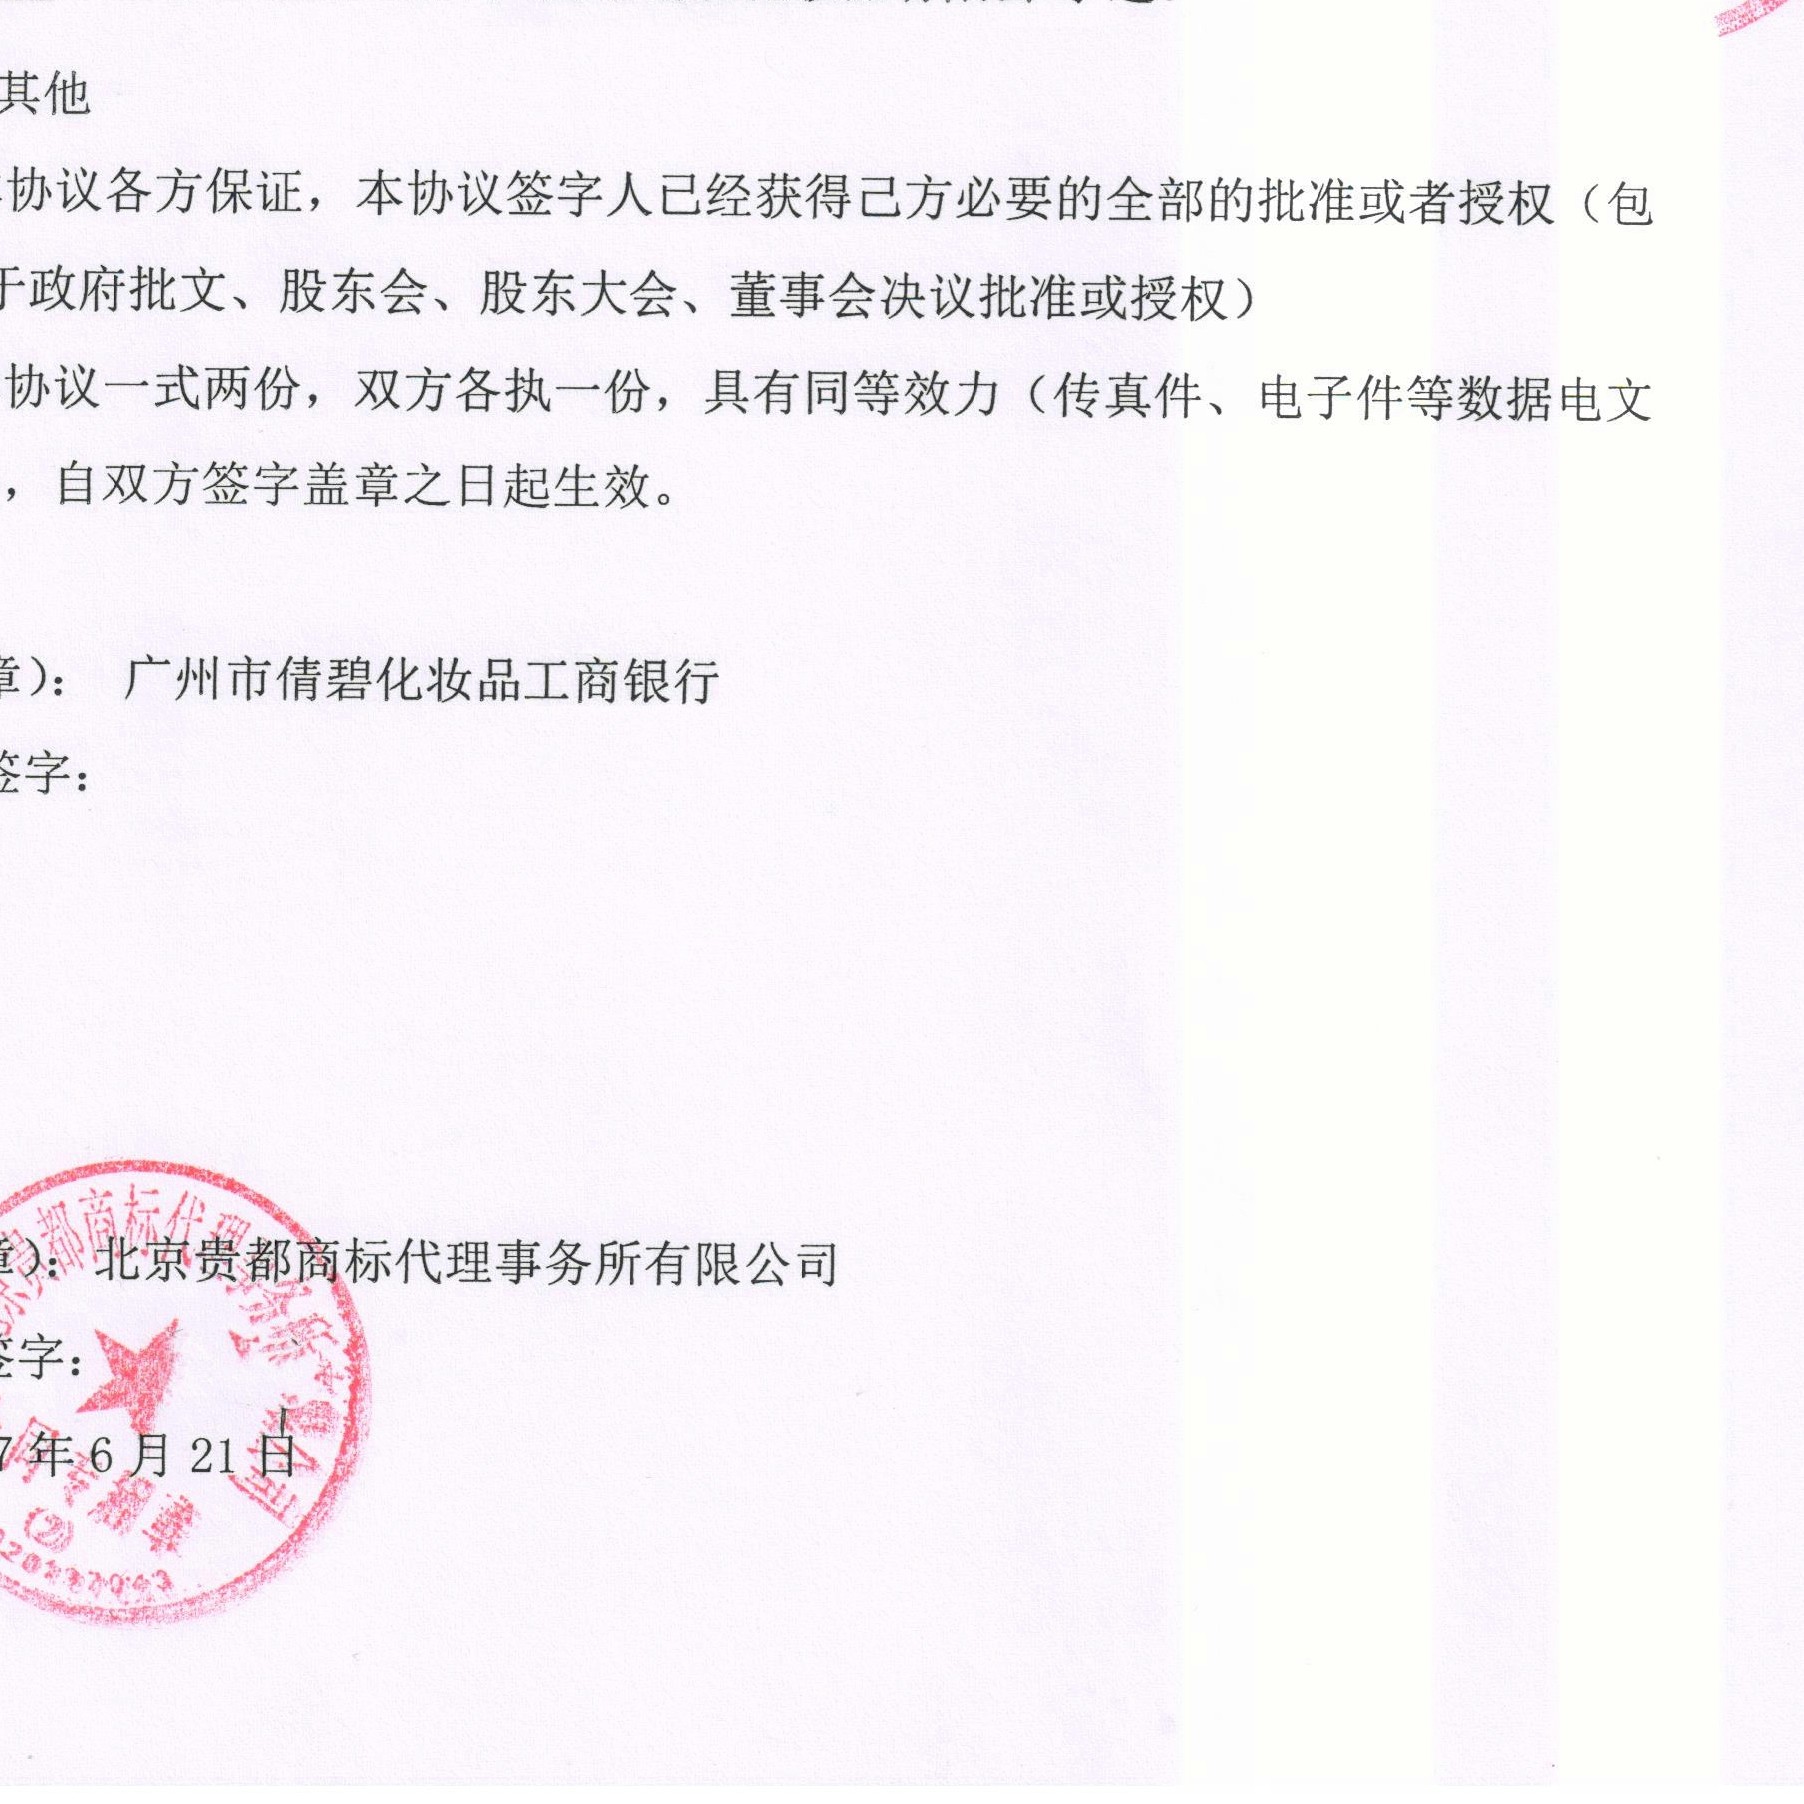 其他
协议各方保证，本协议签字人已经获得己方必要的全部的批准或者授权（包
于政府批文、股东会、股东大会、董事会决议批准或授权）
协议一式两份，双方各执一份，具有同等效力（传真件、电子件等数据电文
，自双方签字盖章之日起生效。
章）： 广州市倩碧化妆品工商银行
签字：
章）：北京贵都商标代理事务所有限公司
签字：
7 年 6 月 21 日
京贵都商标代理事务所有限公司